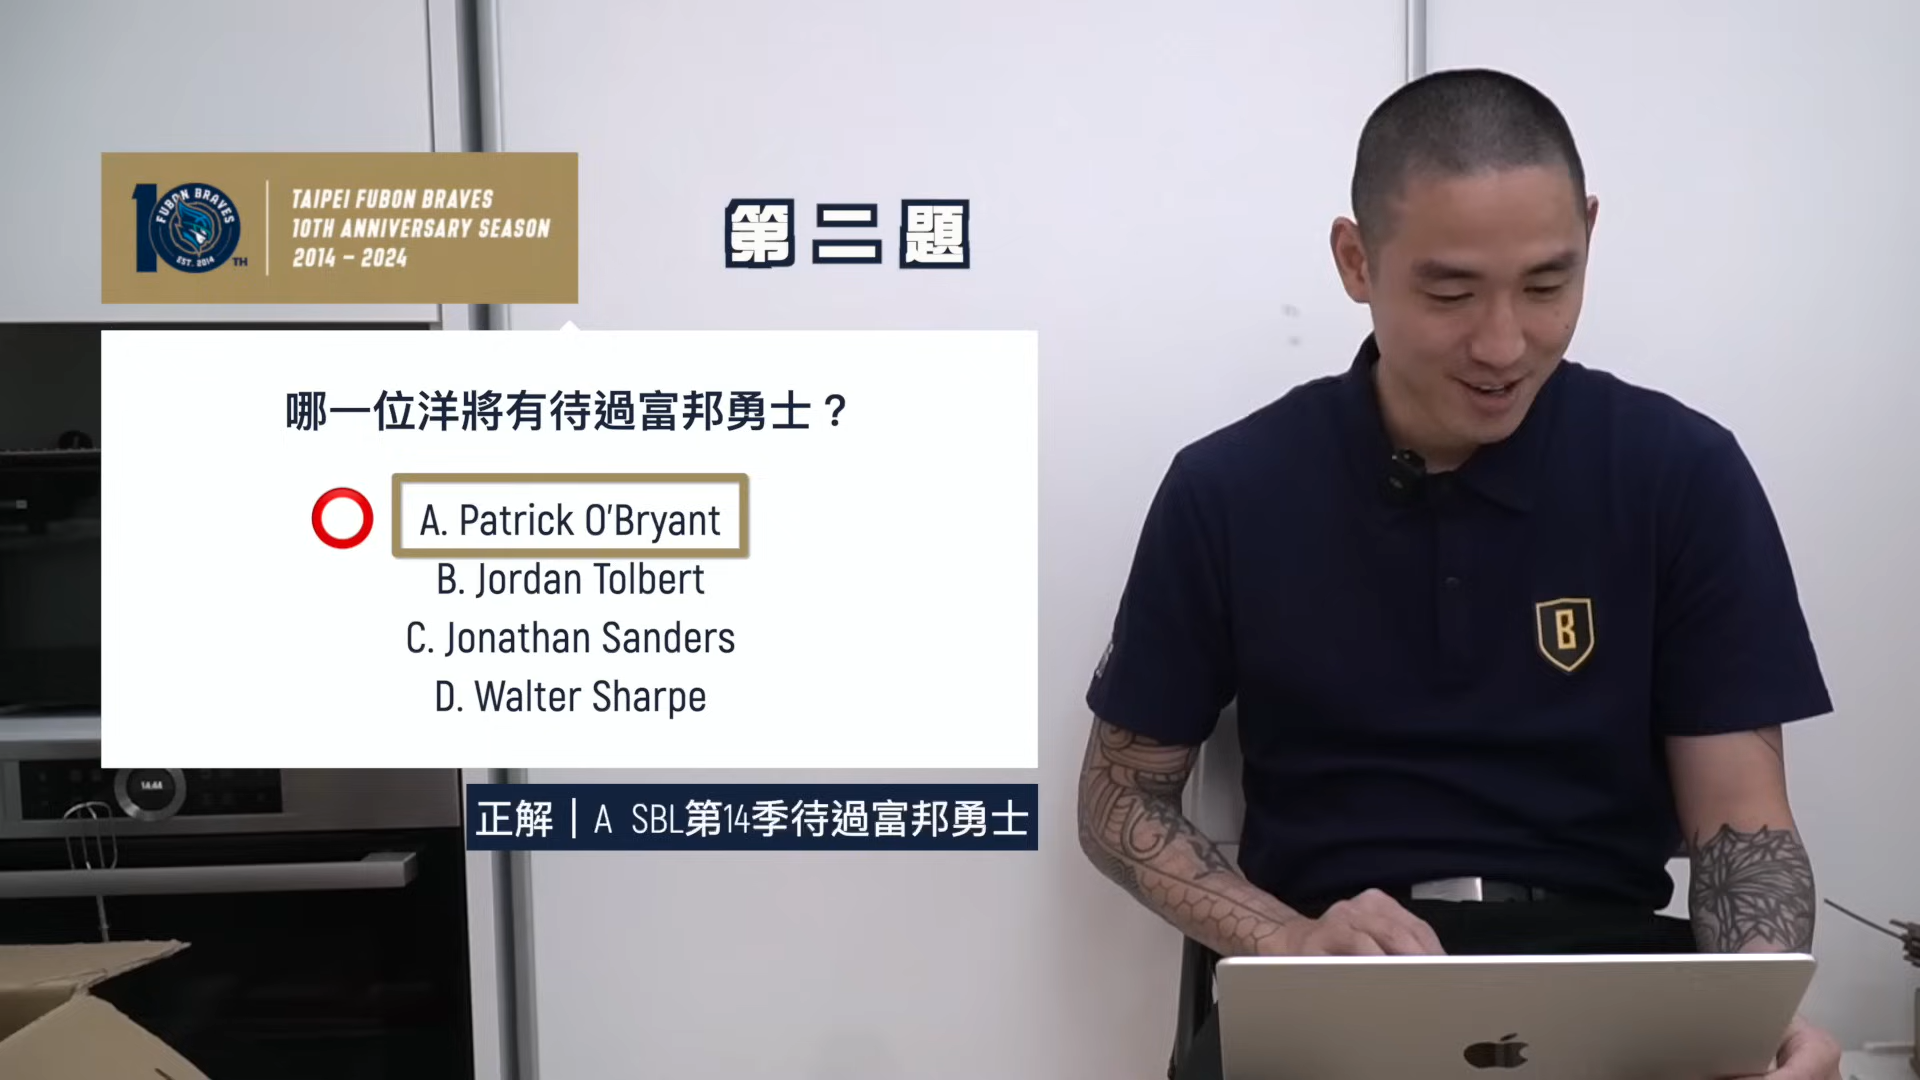 10TH
FUBON BRAVES
EST. 2014
TAIPEI FUBON BRAVES
10TH ANNIVERSARY SEASON
2014 – 2024
第二題
哪一位洋將有待過富邦勇士？
A. Patrick O'Bryant
B. Jordan Tolbert
C. Jonathan Sanders
D. Walter Sharpe
正解｜A SBL第14季待過富邦勇士
B